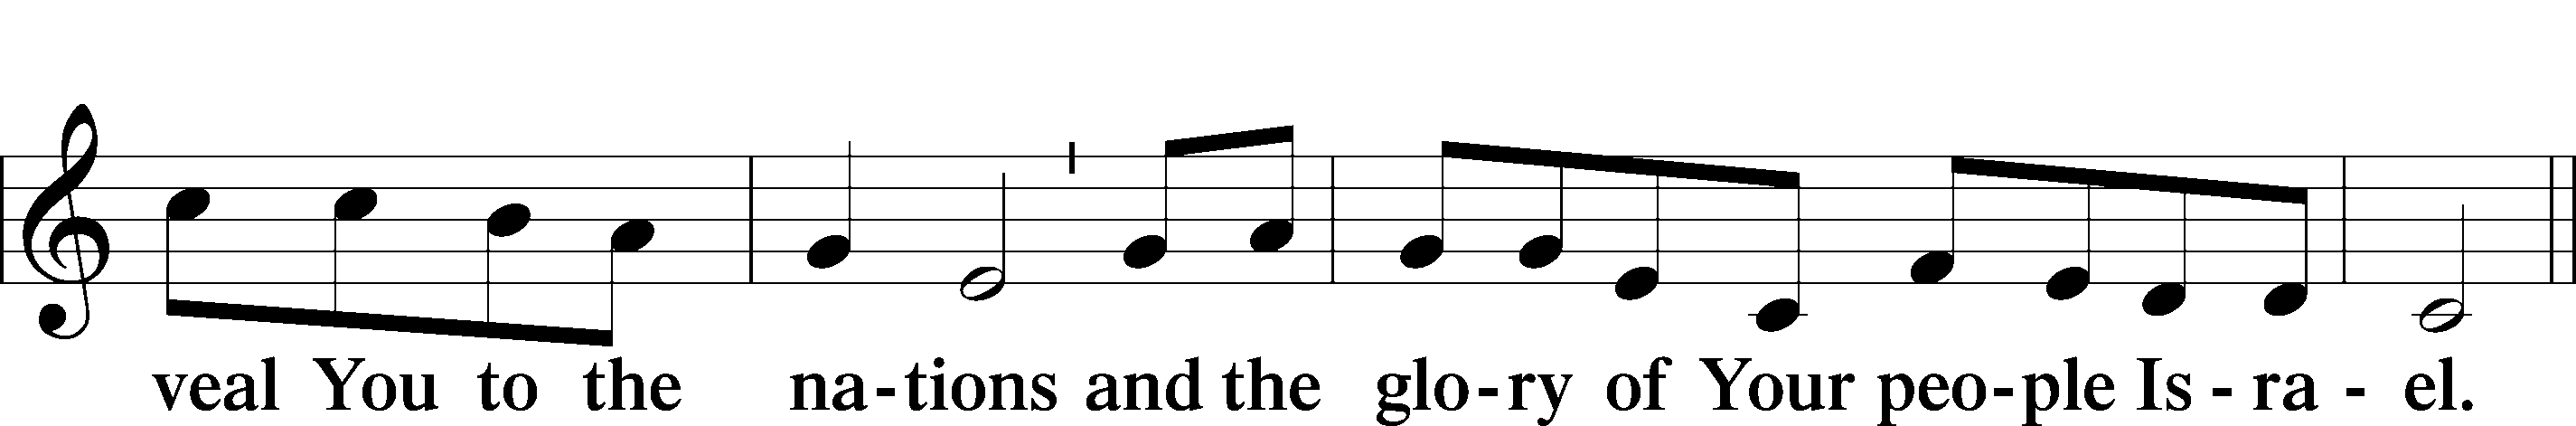 veal You to the na-tions and the glo-ry of Your peo-ple Is-ra-el.